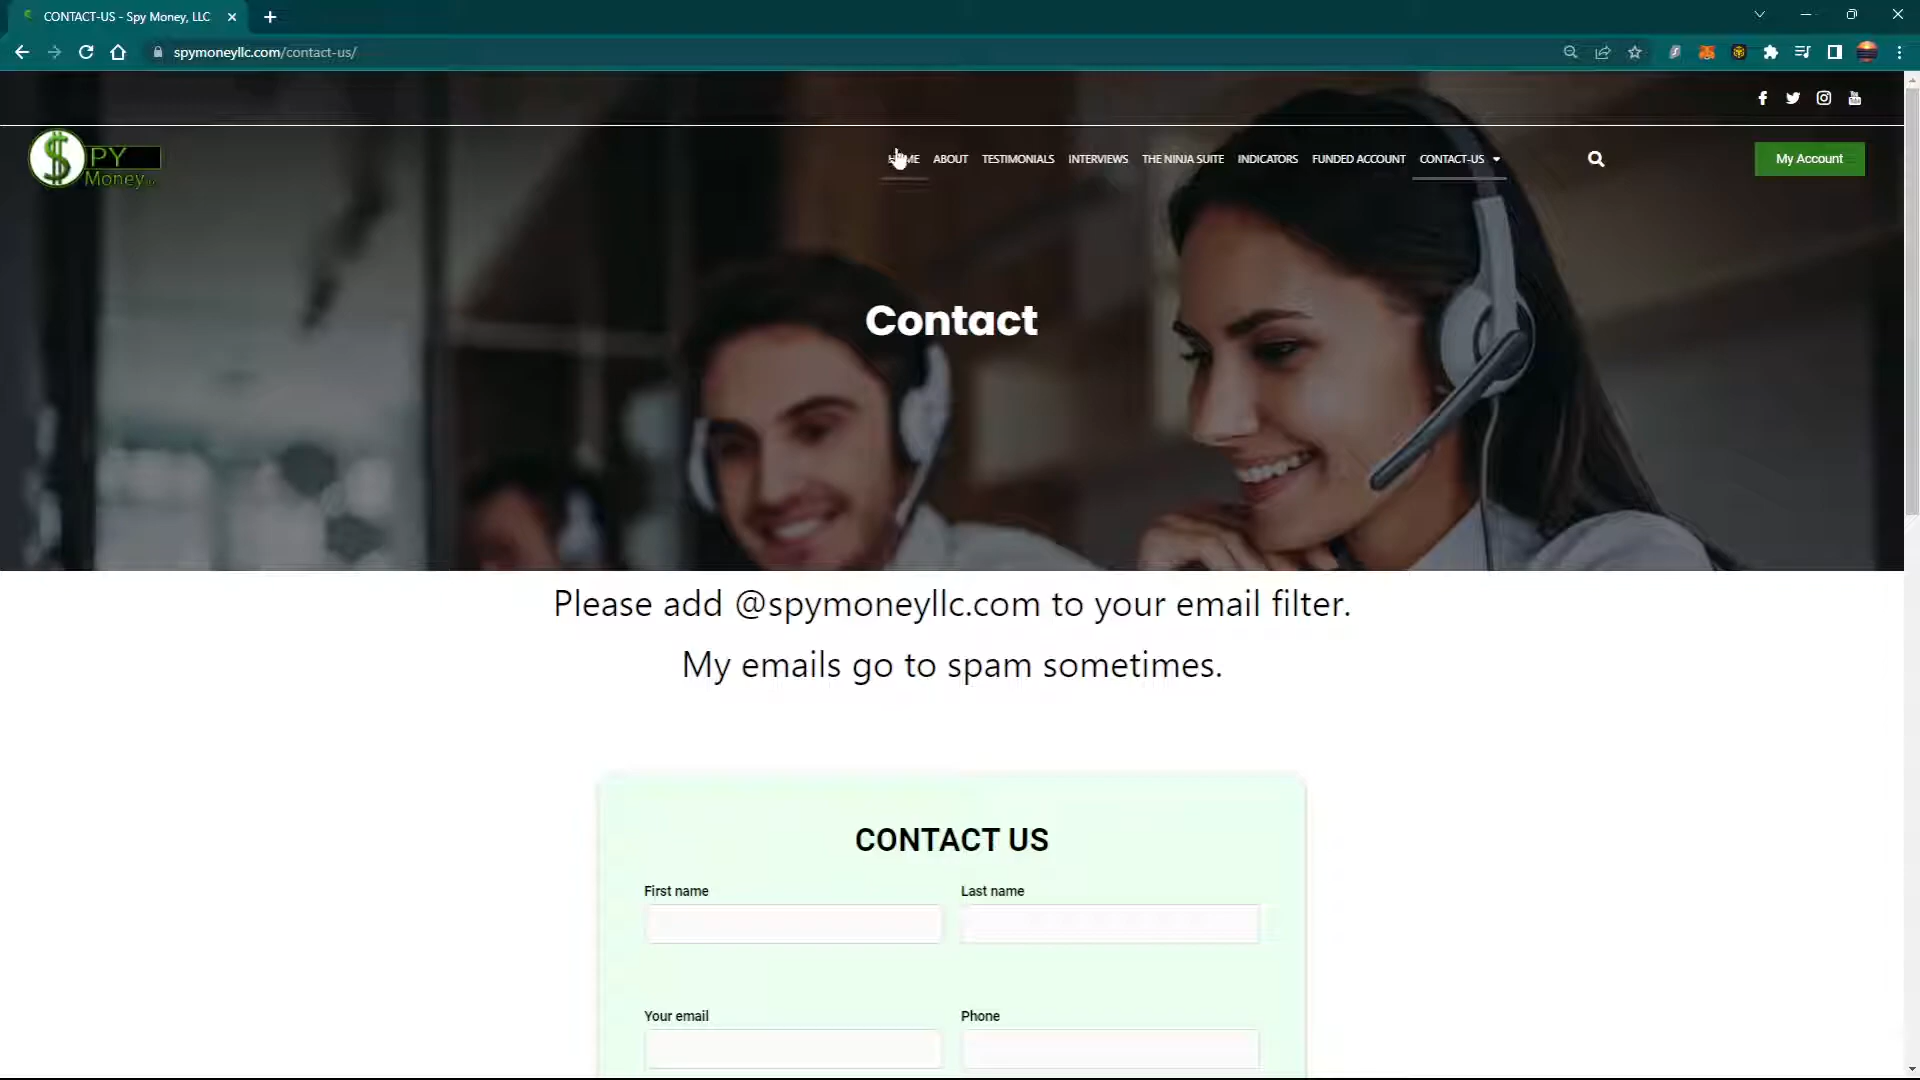 CONTACT-US - Spy Money, LLC
spymoneyllc.com/contact-us/
PY
Money
HOME ABOUT TESTIMONIALS INTERVIEWS THE NINJA SUITE INDICATORS FUNDED ACCOUNT CONTACT-US
My Account
Contact
Please add @spymoneyllc.com to your email filter.
My emails go to spam sometimes.
CONTACT US
First name Last name
Your email Phone